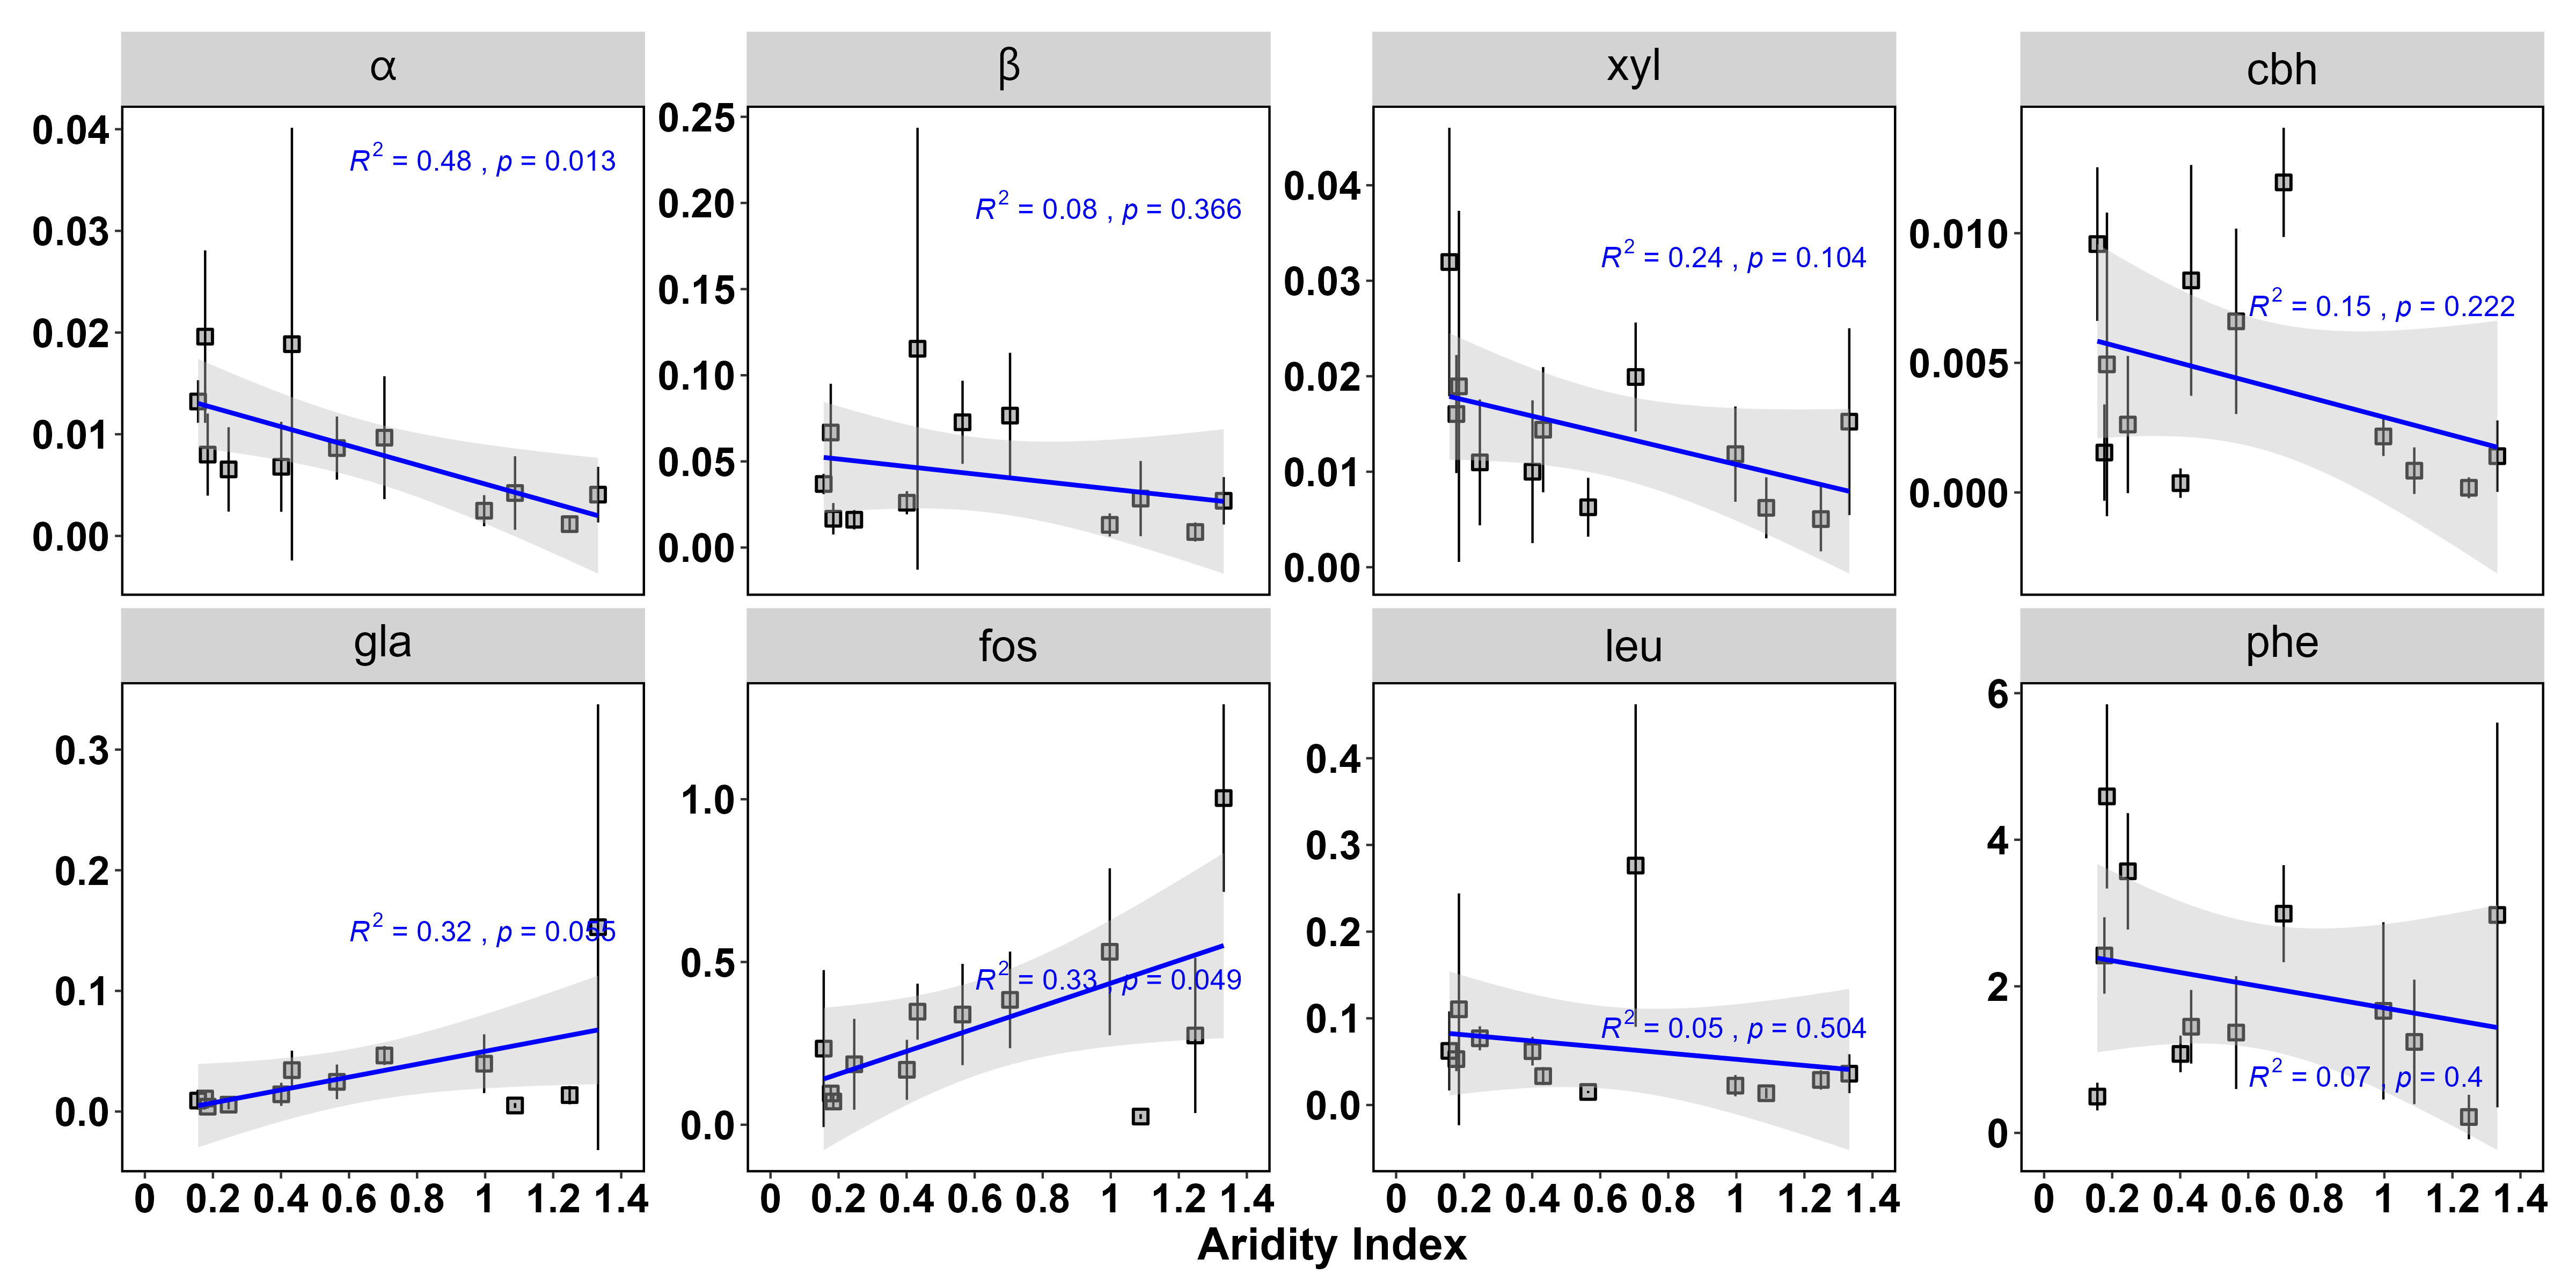 α β xyl cbh
0.04
0.03
0.02
0.01
0.00
R² = 0.48 , p = 0.013
0.25
0.20
0.15
0.10
0.05
0.00
R² = 0.08 , p = 0.366
0.04
0.03
0.02
0.01
0.00
R² = 0.24 , p = 0.104
0.010
0.005
0.000
R² = 0.15 , p = 0.222
gla fos leu phe
0.3
0.2
0.1
0.0
R² = 0.32 , p = 0.055
1.0
0.5
0.0
R² = 0.33 , p = 0.049
0.4
0.3
0.2
0.1
0.0
R² = 0.05 , p = 0.504
6
4
2
0
R² = 0.07 , p = 0.4
0 0.2 0.4 0.6 0.8 1 1.2 1.4
0 0.2 0.4 0.6 0.8 1 1.2 1.4
0 0.2 0.4 0.6 0.8 1 1.2 1.4
0 0.2 0.4 0.6 0.8 1 1.2 1.4
Aridity Index